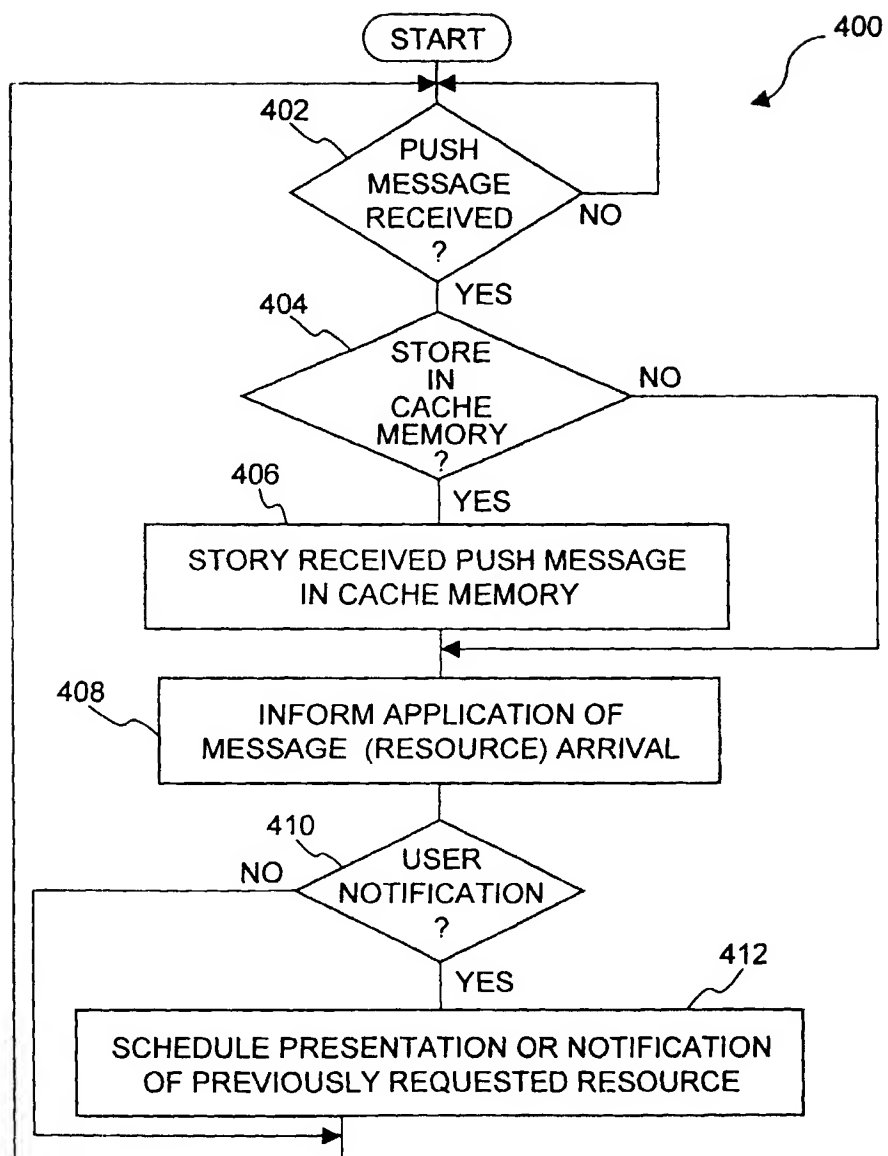 START
400
402
PUSH
MESSAGE
RECEIVED
?
NO
YES
404
STORE
IN
CACHE
MEMORY
?
NO
YES
406
STORY RECEIVED PUSH MESSAGE
IN CACHE MEMORY
408
INFORM APPLICATION OF
MESSAGE (RESOURCE) ARRIVAL
410
USER
NOTIFICATION
?
NO
YES
412
SCHEDULE PRESENTATION OR NOTIFICATION
OF PREVIOUSLY REQUESTED RESOURCE